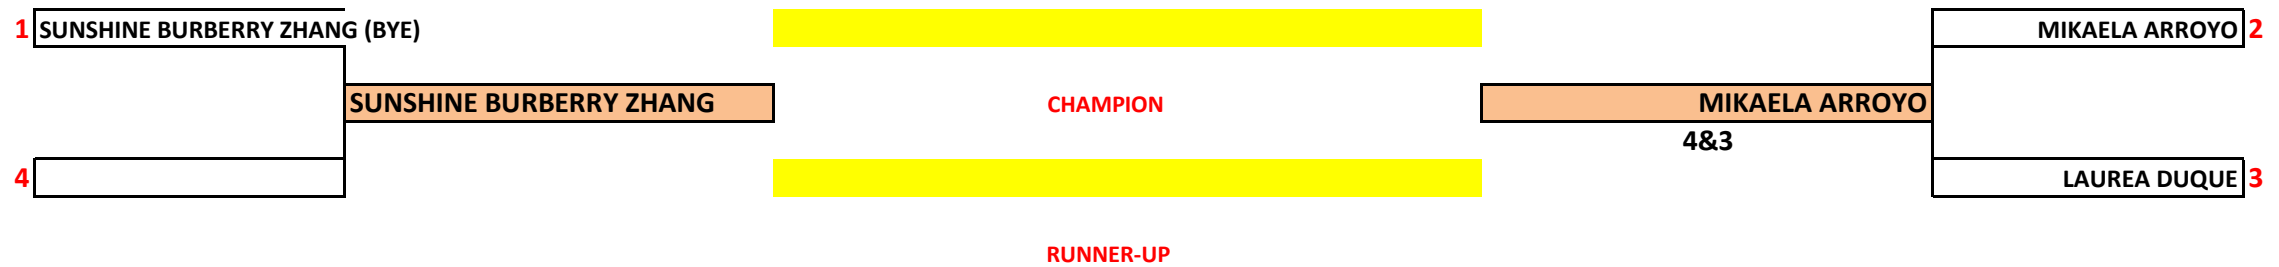 1 SUNSHINE BURBERRY ZHANG (BYE)
MIKAELA ARROYO 2
SUNSHINE BURBERRY ZHANG
CHAMPION
MIKAELA ARROYO
4&3
4
LAUREA DUQUE 3
RUNNER-UP